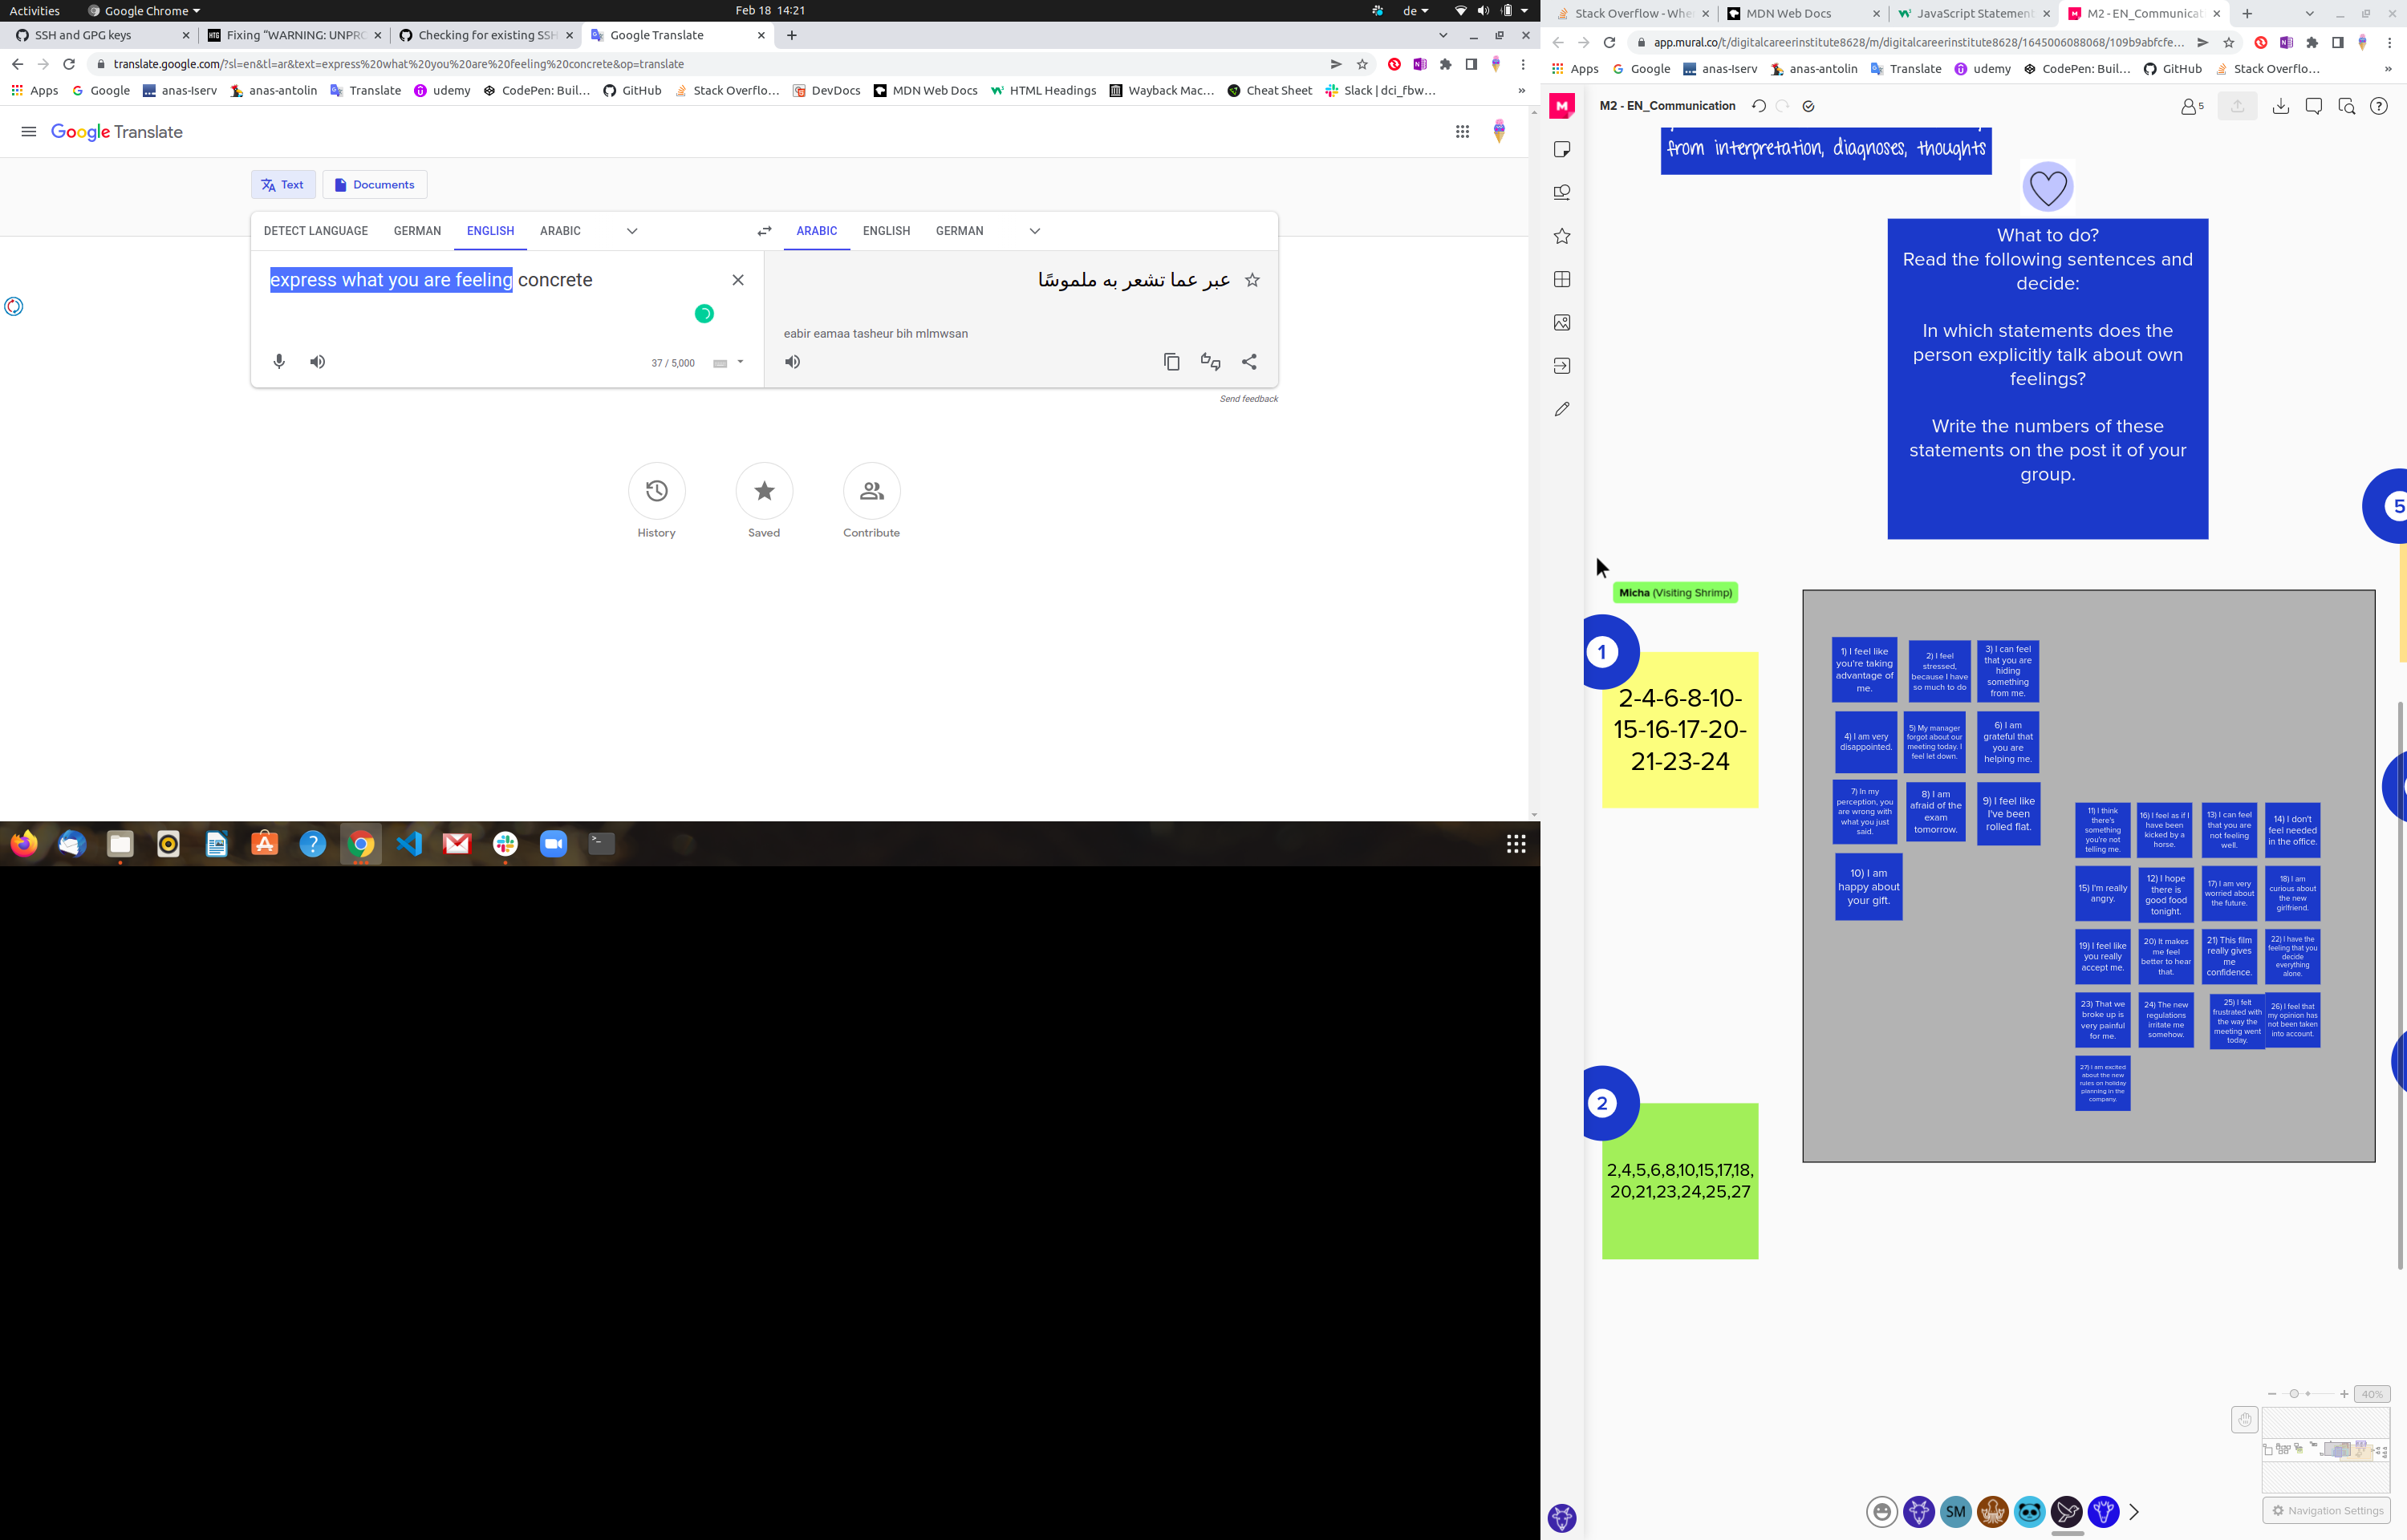 Activities
Google Chrome
Feb 18 14:21
de
SSH and GPG keys
Fixing "WARNING: UNPRO
Checking for existing SSH
Google Translate
translate.google.com/?sl=en&tl=ar&text=express%20what%20you%20are%20feeling%20concrete&op=translate
Apps
Google
anas-Iserv
anas-antolin
Translate
udemy
CodePen: Buil...
GitHub
Stack Overflo...
DevDocs
MDN Web Docs
HTML Headings
Wayback Mac...
Cheat Sheet
Slack | dci_fbw...
»
Google Translate
Text
Documents
DETECT LANGUAGE
GERMAN
ENGLISH
ARABIC
ARABIC
ENGLISH
GERMAN
express what you are feeling concrete
عبر عما تشعر به ملموسًا
eabir eamaa tasheur bih mlmwsan
37 / 5,000
Send feedback
History
Saved
Contribute
Stack Overflow - Whe
MDN Web Docs
JavaScript Statement
M2 - EN_Communicat
app.mural.co/t/digitalcareerinstitute8628/m/digitalcareerinstitute8628/1645006088068/109b9abfcfe...
Apps
Google
anas-Iserv
anas-antolin
Translate
udemy
CodePen: Buil...
GitHub
Stack Overflo...
»
M2 - EN_Communication
5
from interpretation, diagnoses, thoughts
What to do?
Read the following sentences and
decide:
In which statements does the
person explicitly talk about own
feelings?
Write the numbers of these
statements on the post it of your
group.
5
Micha (Visiting Shrimp)
1
2-4-6-8-10-
15-16-17-20-
21-23-24
2
2,4,5,6,8,10,15,17,18,
20,21,23,24,25,27
1) I feel like
you're taking
advantage of
me.
2) I feel
stressed,
because I have
so much to do
3) I can feel
that you are
hiding
something
from me.
4) I am very
disappointed.
5) My manager
forgot about our
meeting today. I
feel let down.
6) I am
grateful that
you are
helping me.
7) In my
perception, you
are wrong with
what you just
said.
8) I am
afraid of the
exam
tomorrow.
9) I feel like
I've been
rolled flat.
10) I am
happy about
your gift.
11) I think
there's
something
you're not
telling me.
16) I feel as if I
have been
kicked by a
horse.
13) I can feel
that you are
not feeling
well.
14) I don't
feel needed
in the office.
15) I'm really
angry.
12) I hope
there is
good food
tonight.
17) I am very
worried about
the future.
18) I am
curious about
the new
girlfriend.
19) I feel like
you really
accept me.
20) It makes
me feel
better to hear
that.
21) This film
really gives
me
confidence.
22) I have the
feeling that you
decide
everything
alone.
23) That we
broke up is
very painful
for me.
24) The new
regulations
irritate me
somehow.
25) I felt
frustrated with
the way the
meeting went
today.
26) I feel that
my opinion has
not been taken
into account.
27) I am excited
about the new
rules on holiday
planning in the
company.
40%
SM
Navigation Settings